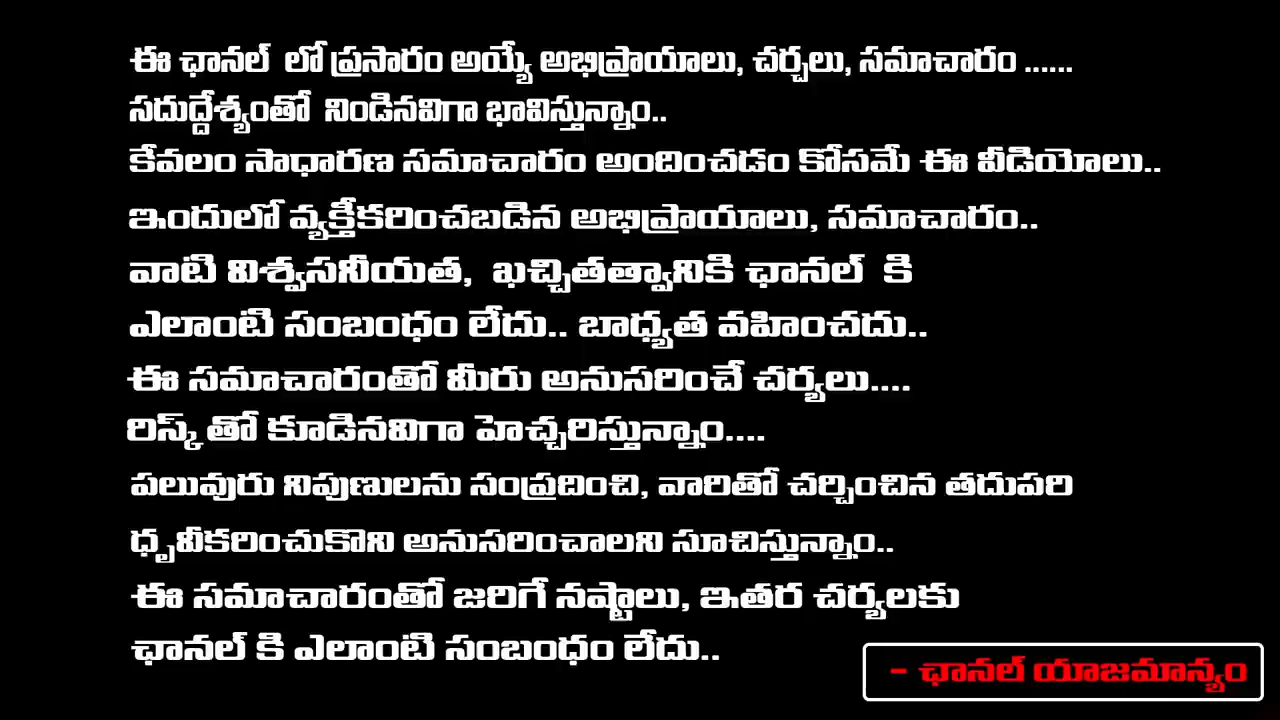 ఈ ఛానల్ లో ప్రసారం అయ్యే అభిప్రాయాలు, చర్చలు, సమాచారం ......
సదుద్దేశ్యంతో నిండినవిగా భావిస్తున్నాం..
కేవలం సాధారణ సమాచారం అందించడం కోసమే ఈ వీడియోలు..
ఇందులో వ్యక్తీకరించబడిన అభిప్రాయాలు, సమాచారం..
వాటి విశ్వసనీయత, ఖచ్చితత్వానికి ఛానల్ కి
ఎలాంటి సంబంధం లేదు.. బాధ్యత వహించదు..
ఈ సమాచారంతో మీరు అనుసరించే చర్యలు....
రిస్క్ తో కూడినవిగా హెచ్చరిస్తున్నాం....
పలువురు నిపుణులను సంప్రదించి, వారితో చర్చించిన తదుపరి
ధృవీకరించుకొని అనుసరించాలని సూచిస్తున్నాం..
ఈ సమాచారంతో జరిగే నష్టాలు, ఇతర చర్యలకు
ఛానల్ కి ఎలాంటి సంబంధం లేదు..
- ఛానల్ యాజమాన్యం